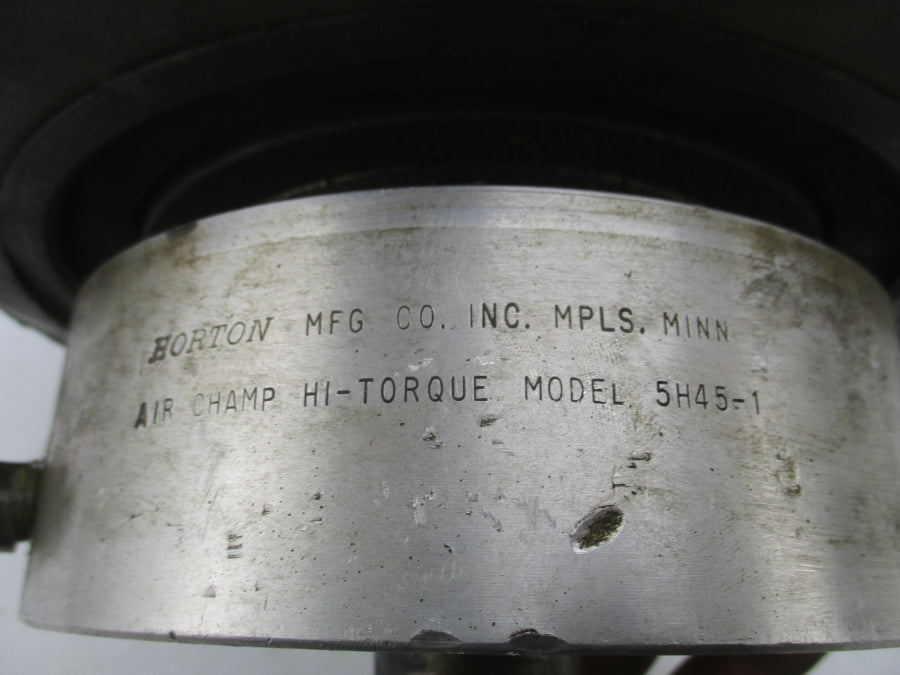 HORTON MFG. CO. INC. MPLS. MINN
AIR CHAMP HI-TORQUE MODEL 5H45-1